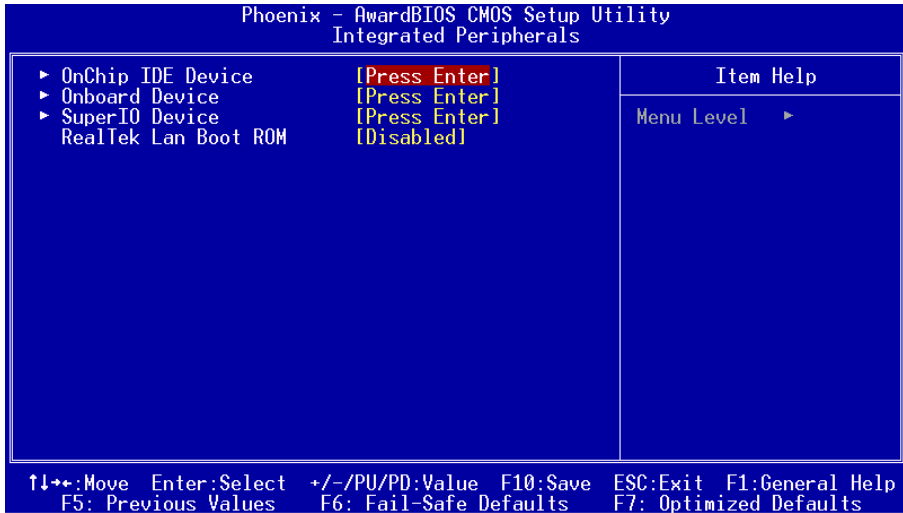 Phoenix - AwardBIOS CMOS Setup Utility
Integrated Peripherals
► OnChip IDE Device [Press Enter]
► Onboard Device [Press Enter]
► SuperIO Device [Press Enter]
RealTek Lan Boot ROM [Disabled]
Item Help
Menu Level ►
↑↓→←:Move Enter:Select +/-/PU/PD:Value F10:Save ESC:Exit F1:General Help
F5: Previous Values F6: Fail-Safe Defaults F7: Optimized Defaults